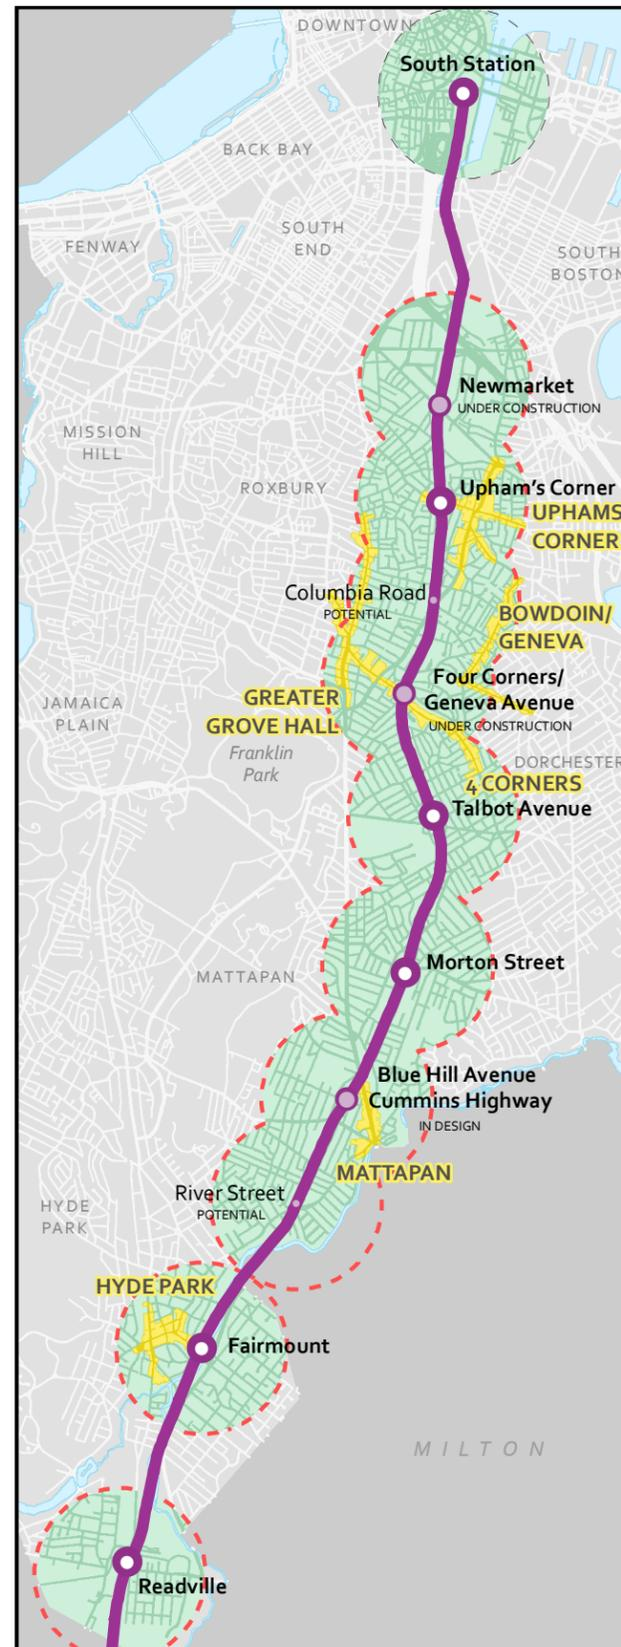 DOWNTOWN
South Station
BACK BAY
SOUTH
END
FENWAY
SOUTH
BOSTON
Newmarket
UNDER CONSTRUCTION
MISSION
HILL
ROXBURY
Upham's Corner
UPHAMS
CORNER
Columbia Road
POTENTIAL
BOWDOIN/
GENEVA
Four Corners/
Geneva Avenue
UNDER CONSTRUCTION
GREATER
GROVE HALL
JAMAICA
PLAIN
Franklin
Park
DORCHESTER
4 CORNERS
Talbot Avenue
Morton Street
MATTAPAN
Blue Hill Avenue
Cummins Highway
IN DESIGN
MATTAPAN
River Street
POTENTIAL
HYDE
PARK
HYDE PARK
Fairmount
MILTON
Readville